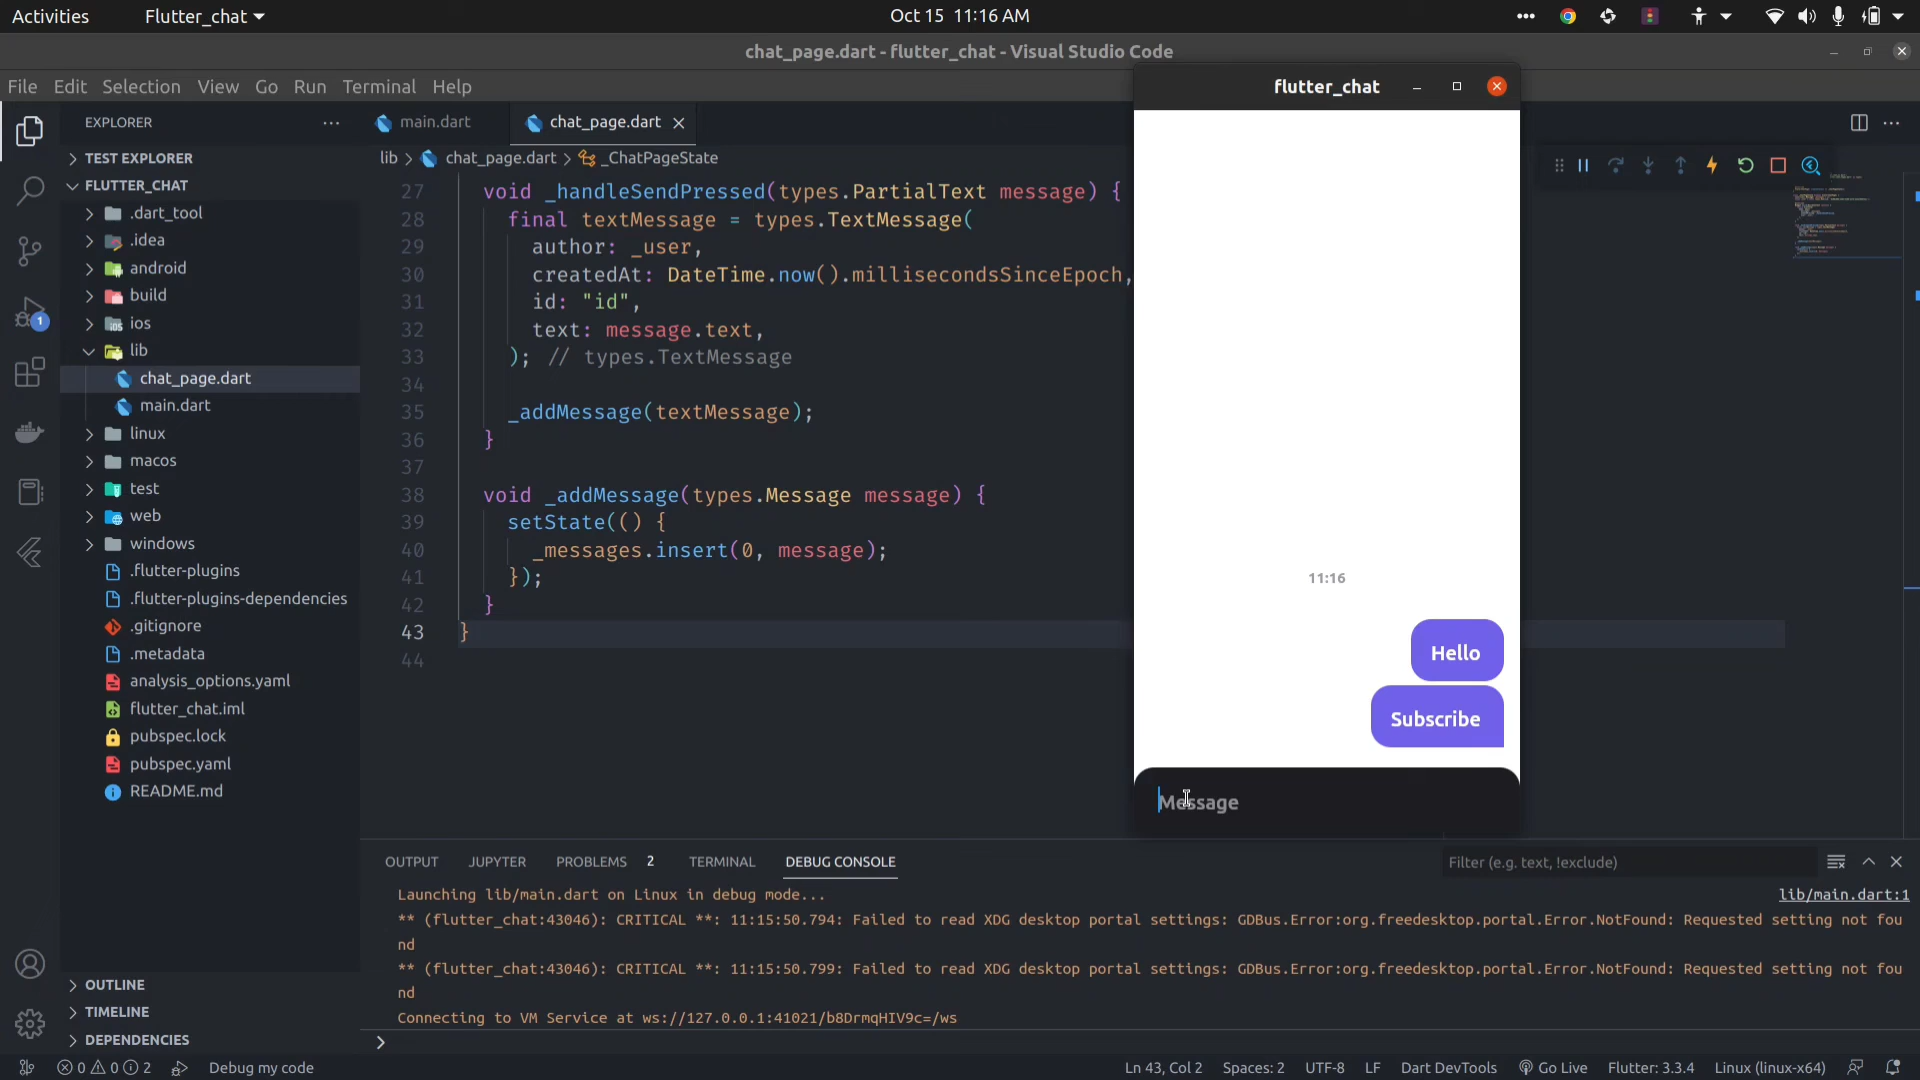 Activities
Flutter_chat
Oct 15 11:16 AM
chat_page.dart - flutter_chat - Visual Studio Code
File Edit Selection View Go Run Terminal Help
EXPLORER
TEST EXPLORER
FLUTTER_CHAT
.dart_tool
.idea
android
build
ios
lib
chat_page.dart
main.dart
linux
macos
test
web
windows
.flutter-plugins
.flutter-plugins-dependencies
.gitignore
.metadata
analysis_options.yaml
flutter_chat.iml
pubspec.lock
pubspec.yaml
README.md
OUTLINE
TIMELINE
DEPENDENCIES
1
main.dart
chat_page.dart
lib > chat_page.dart > _ChatPageState
27 void _handleSendPressed(types.PartialText message) {
28 final textMessage = types.TextMessage(
29 author: _user,
30 createdAt: DateTime.now().millisecondsSinceEpoch,
31 id: "id",
32 text: message.text,
33 ); // types.TextMessage
34
35 _addMessage(textMessage);
36 }
37
38 void _addMessage(types.Message message) {
39 setState(() {
40 _messages.insert(0, message);
41 });
42 }
43 }
44
flutter_chat
11:16
Hello
Subscribe
Message
OUTPUT JUPYTER PROBLEMS 2 TERMINAL DEBUG CONSOLE
Filter (e.g. text, !exclude)
Launching lib/main.dart on Linux in debug mode...
lib/main.dart:1
** (flutter_chat:43046): CRITICAL **: 11:15:50.794: Failed to read XDG desktop portal settings: GDBus.Error:org.freedesktop.portal.Error.NotFound: Requested setting not fou
nd
** (flutter_chat:43046): CRITICAL **: 11:15:50.799: Failed to read XDG desktop portal settings: GDBus.Error:org.freedesktop.portal.Error.NotFound: Requested setting not fou
nd
Connecting to VM Service at ws://127.0.0.1:41021/b8DrmqHIV9c=/ws
0 0 2 Debug my code
Ln 43, Col 2 Spaces: 2 UTF-8 LF Dart DevTools Go Live Flutter: 3.3.4 Linux (linux-x64)